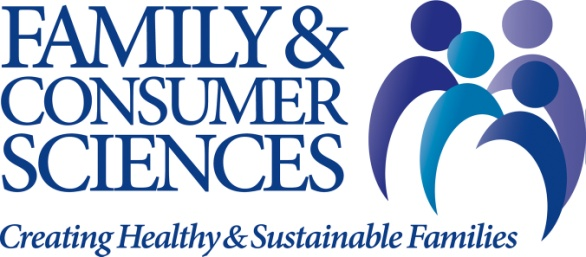 FAMILY &
CONSUMER
SCIENCES
Creating Healthy & Sustainable Families